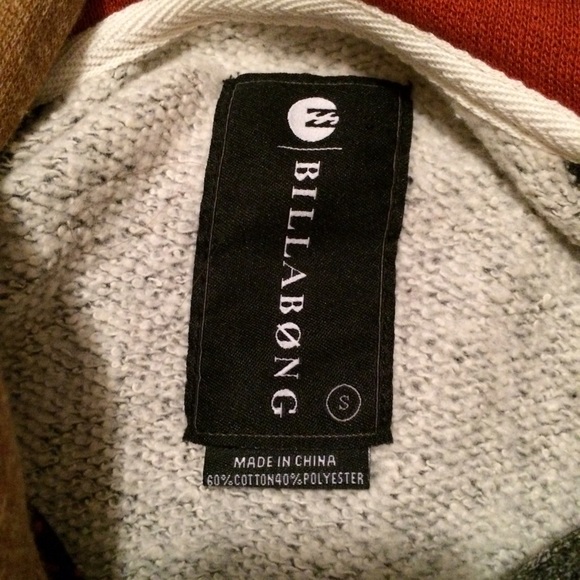 BILLABØNG
S
MADE IN CHINA
60%COTTON40%POLYESTER